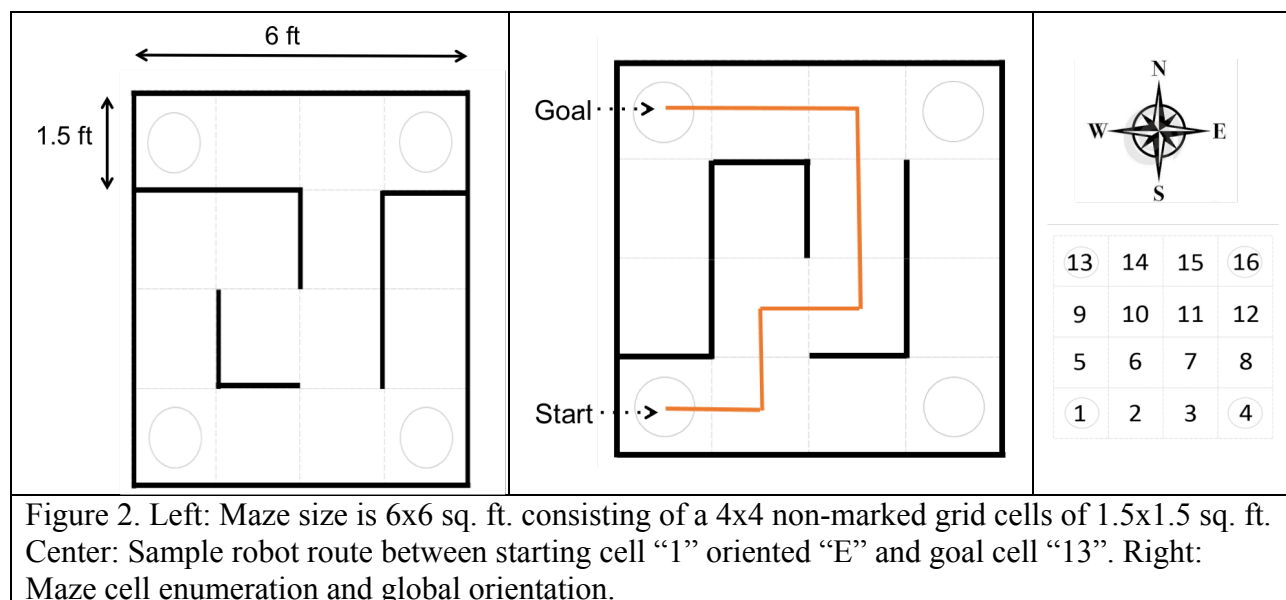 6 ft
1.5 ft
Goal
Start
N
W E
S
13 14 15 16
9 10 11 12
5 6 7 8
1 2 3 4
Figure 2. Left: Maze size is 6x6 sq. ft. consisting of a 4x4 non-marked grid cells of 1.5x1.5 sq. ft.
Center: Sample robot route between starting cell “1” oriented “E” and goal cell “13”. Right:
Maze cell enumeration and global orientation.